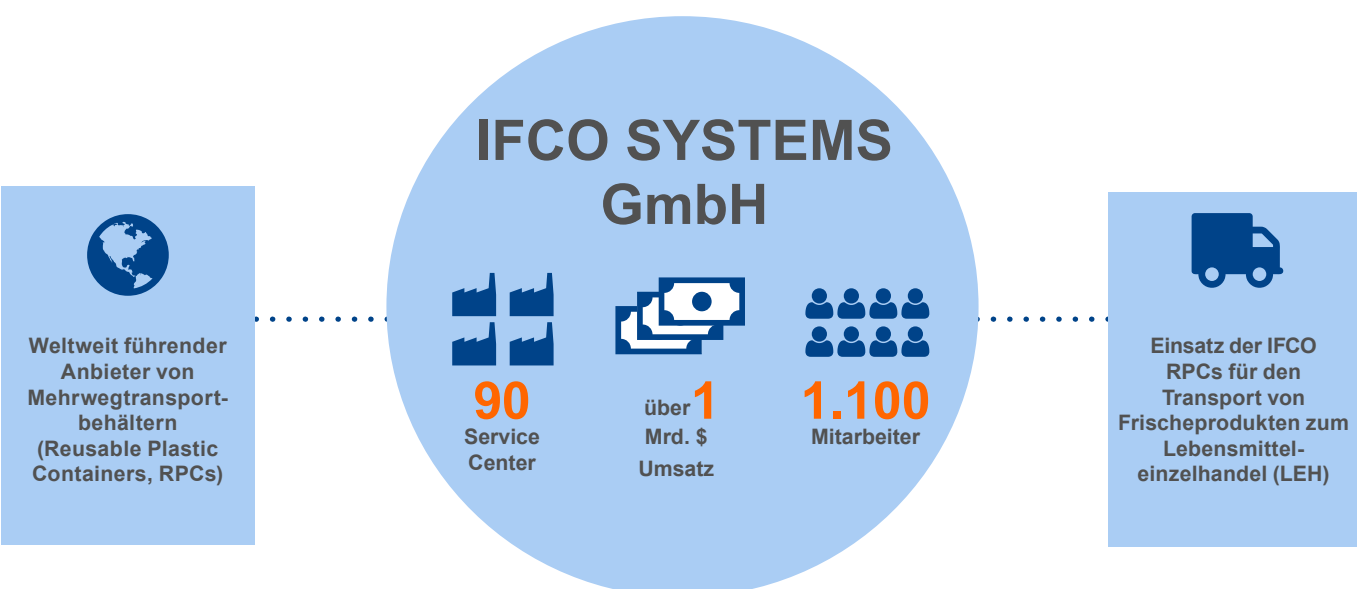 IFCO SYSTEMS
GmbH
Weltweit führender
Anbieter von
Mehrwegtransport-
behältern
(Reusable Plastic
Containers, RPCs)
90
Service
Center
über 1
Mrd. $
Umsatz
1.100
Mitarbeiter
Einsatz der IFCO
RPCs für den
Transport von
Frischeprodukten zum
Lebensmittel-
einzelhandel (LEH)